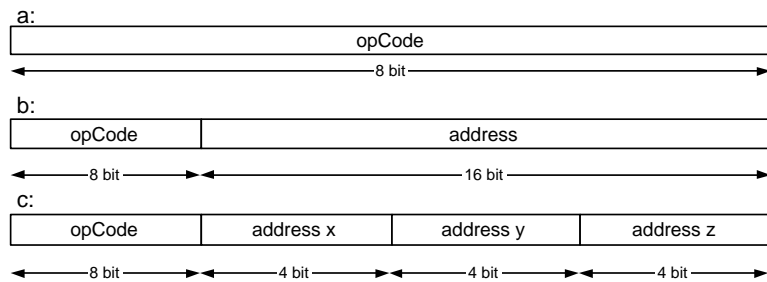 a:
opCode
8 bit
b:
opCode address
8 bit 16 bit
c:
opCode address x address y address z
8 bit 4 bit 4 bit 4 bit